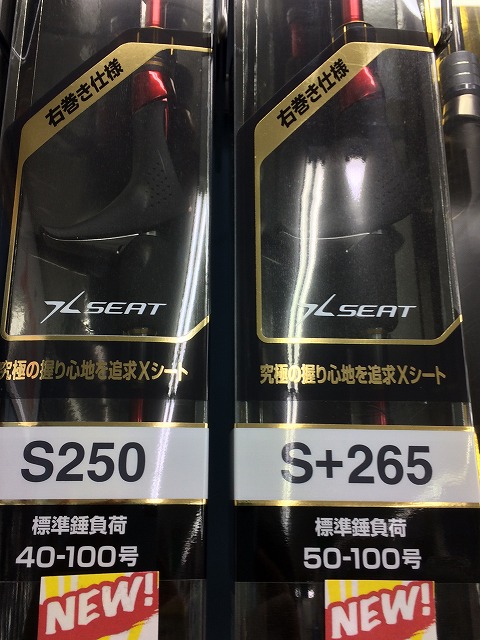 右巻き仕様
X SEAT
究極の握り心地を追求Xシート
S250
標準錘負荷
40-100号
NEW!
右巻き仕様
X SEAT
究極の握り心地を追求Xシート
S+265
標準錘負荷
50-100号
NEW!